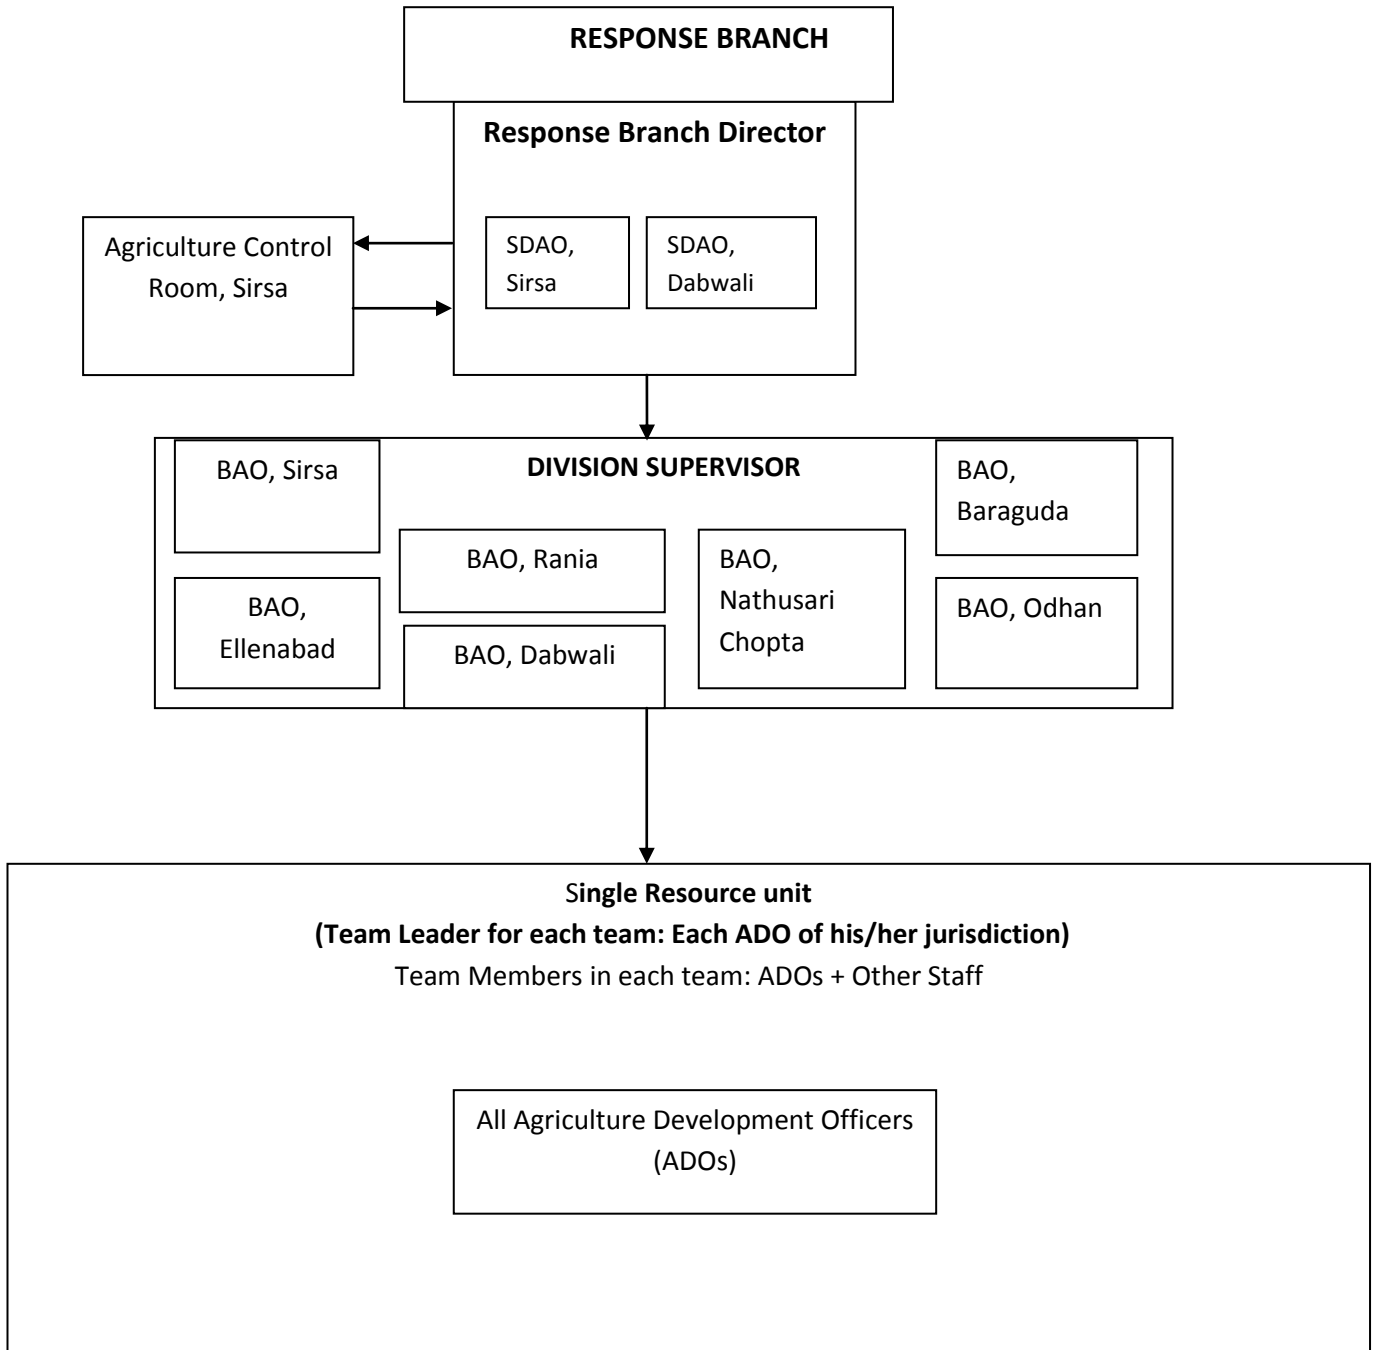 RESPONSE BRANCH
Response Branch Director
Agriculture Control
Room, Sirsa
SDAO,
Sirsa
SDAO,
Dabwali
DIVISION SUPERVISOR
BAO, Sirsa
BAO,
Ellenabad
BAO, Rania
BAO, Dabwali
BAO,
Nathusari
Chopta
BAO,
Baraguda
BAO, Odhan
Single Resource unit
(Team Leader for each team: Each ADO of his/her jurisdiction)
Team Members in each team: ADOs + Other Staff
All Agriculture Development Officers
(ADOs)